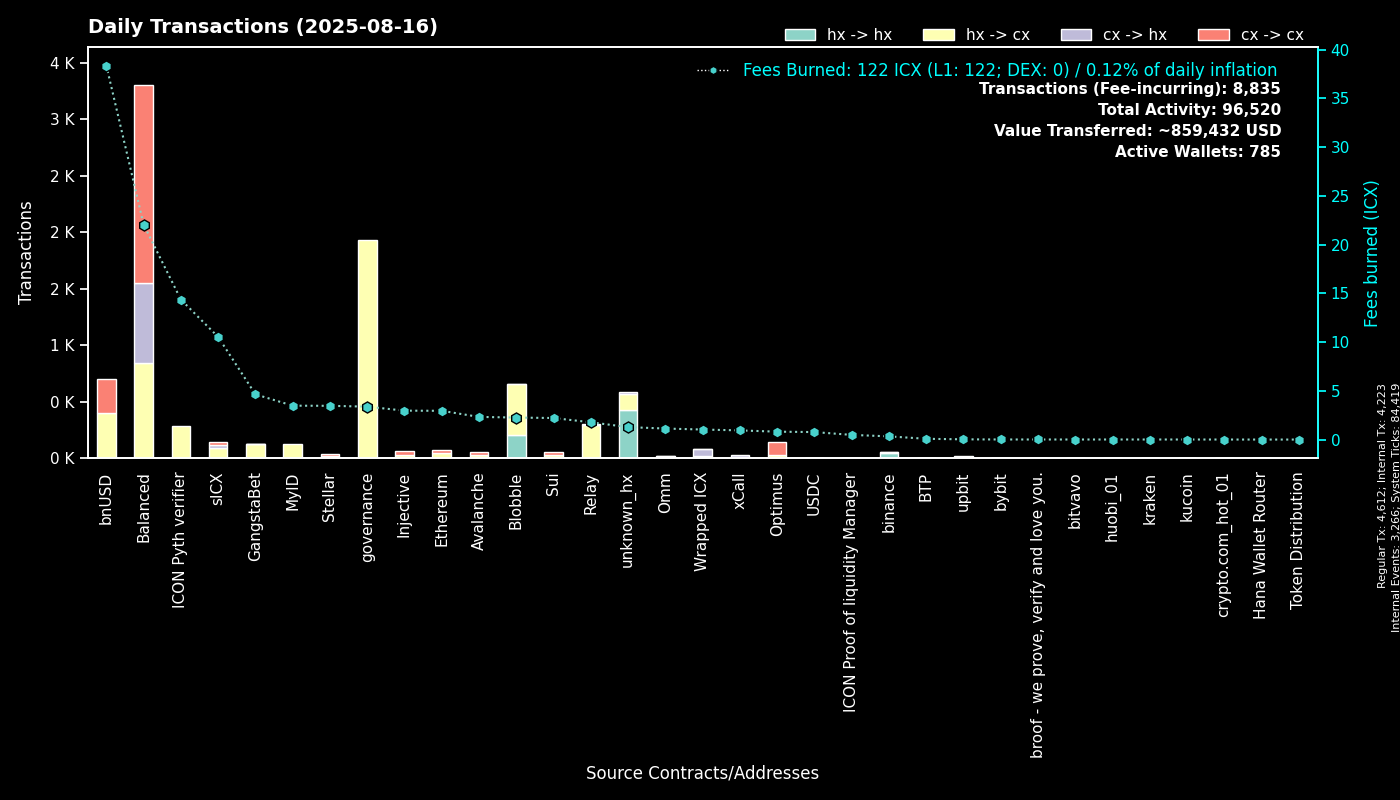 Daily Transactions (2025-08-16)
hx -> hx
hx -> cx
cx -> hx
cx -> cx
Fees Burned: 122 ICX (L1: 122; DEX: 0) / 0.12% of daily inflation
Transactions (Fee-incurring): 8,835
Total Activity: 96,520
Value Transferred: ~859,432 USD
Active Wallets: 785
Transactions
4 K
3 K
2 K
2 K
2 K
1 K
0 K
0 K
40
35
30
25
20
15
10
5
0
Fees burned (ICX)
bnUSD
Balanced
ICON Pyth verifier
sICX
GangstaBet
MyID
Stellar
governance
Injective
Ethereum
Avalanche
Blobble
Sui
Relay
unknown_hx
Omm
Wrapped ICX
xCall
Optimus
USDC
ICON Proof of liquidity Manager
binance
BTP
upbit
bybit
broof - we prove, verify and love you.
bitvavo
huobi_01
kraken
kucoin
crypto.com_hot_01
Hana Wallet Router
Token Distribution
Source Contracts/Addresses
Regular Tx: 4,612; Internal Tx: 4,223
Internal Events: 3,266; System Ticks: 84,419